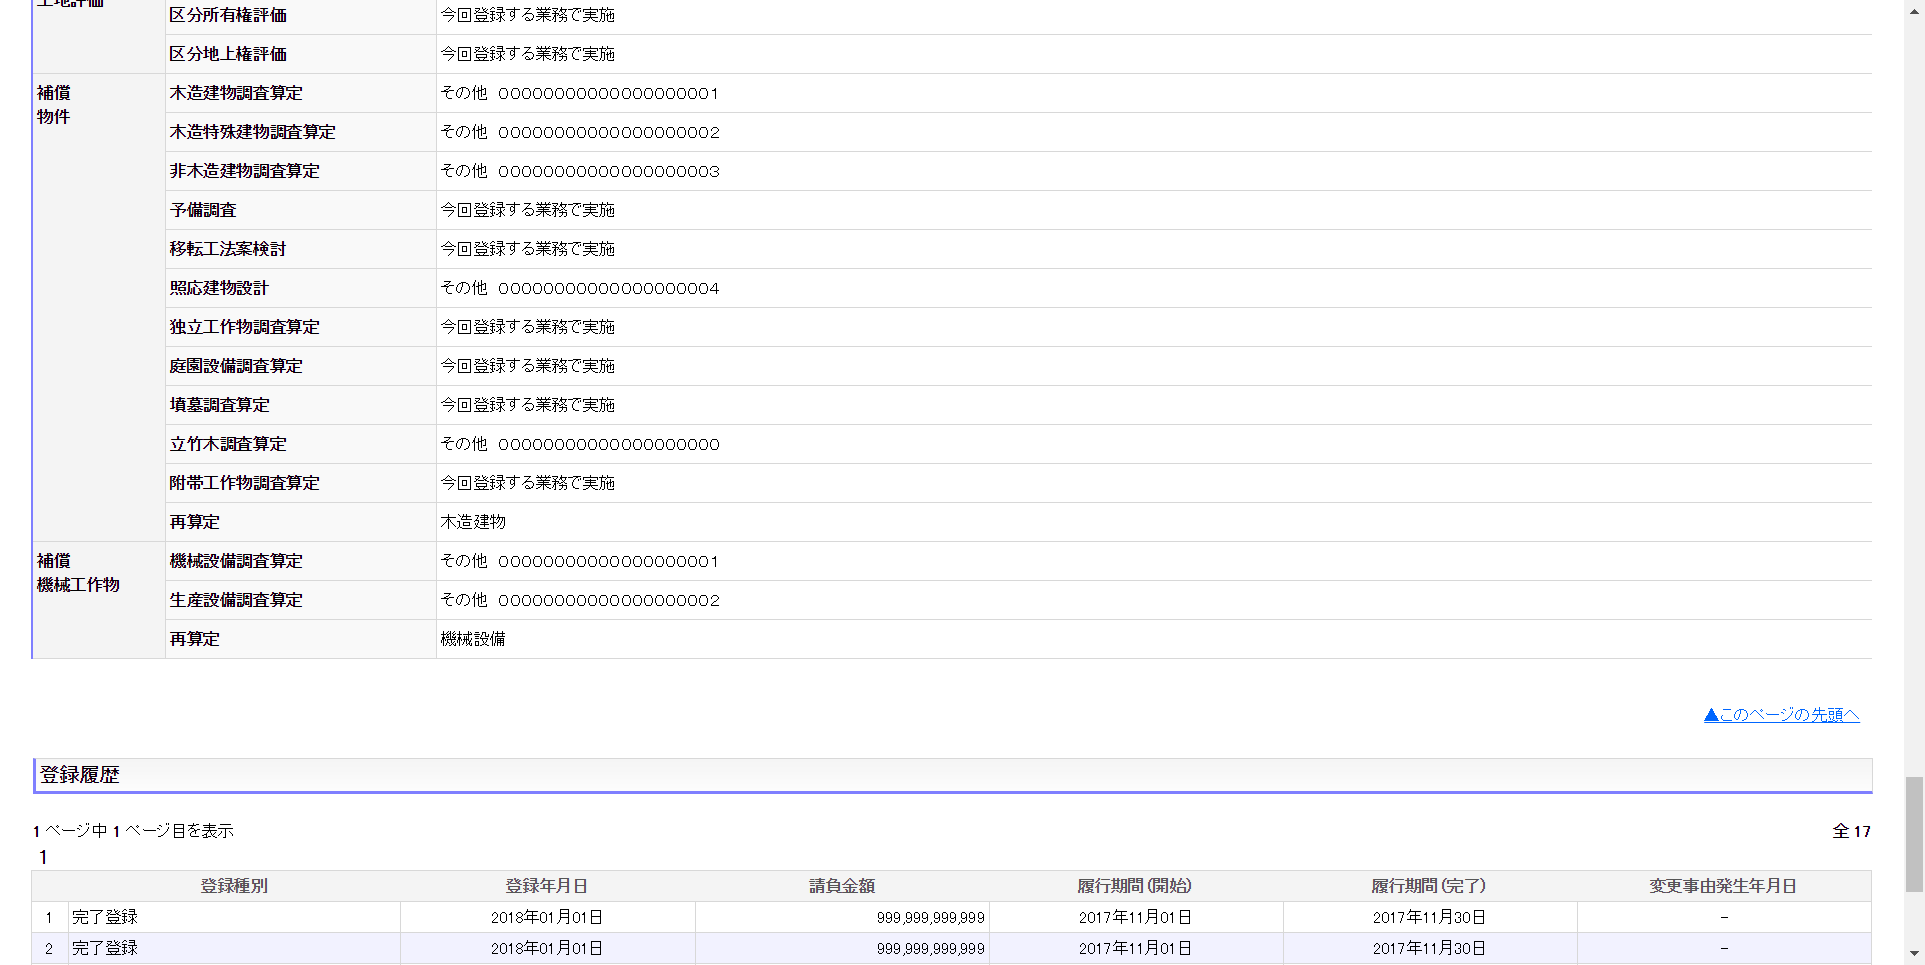 土地評価
区分所有権評価 今回登録する業務で実施
区分地上権評価 今回登録する業務で実施
補償
物件
木造建物調査算定 その他 ００００００００００００００００００１
木造特殊建物調査算定 その他 ００００００００００００００００００２
非木造建物調査算定 その他 ００００００００００００００００００３
予備調査 今回登録する業務で実施
移転工法案検討 今回登録する業務で実施
照応建物設計 その他 ００００００００００００００００００４
独立工作物調査算定 今回登録する業務で実施
庭園設備調査算定 今回登録する業務で実施
墳墓調査算定 今回登録する業務で実施
立竹木調査算定 その他 ０００００００００００００００００００
附帯工作物調査算定 今回登録する業務で実施
再算定 木造建物
補償
機械工作物
機械設備調査算定 その他 ００００００００００００００００００１
生産設備調査算定 その他 ００００００００００００００００００２
再算定 機械設備
▲このページの先頭へ
登録履歴
1 ページ中 1 ページ目を表示 全 17
1
登録種別 登録年月日 請負金額 履行期間(開始) 履行期間(完了) 変更事由発生年月日
1 完了登録 2018年01月01日 999,999,999,999 2017年11月01日 2017年11月30日 －
2 完了登録 2018年01月01日 999,999,999,999 2017年11月01日 2017年11月30日 －